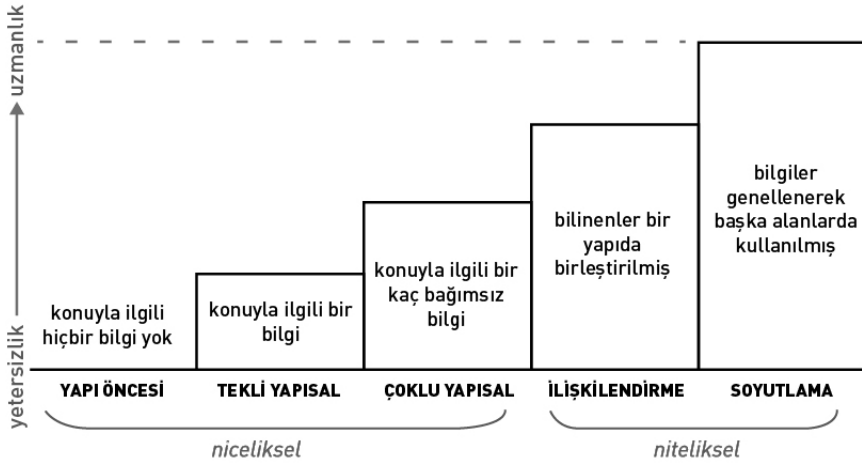 uzmanlık
yetersizlik
konuyla ilgili
hiçbir bilgi yok
konuyla ilgili bir
bilgi
konuyla ilgili bir
kaç bağımsız
bilgi
bilinenler bir
yapıda
birleştirilmiş
bilgiler
genellenerek
başka alanlarda
kullanılmış
YAPI ÖNCESİ
TEKLİ YAPISAL
ÇOKLU YAPISAL
İLİŞKİLENDİRME
SOYUTLAMA
niceliksel
niteliksel